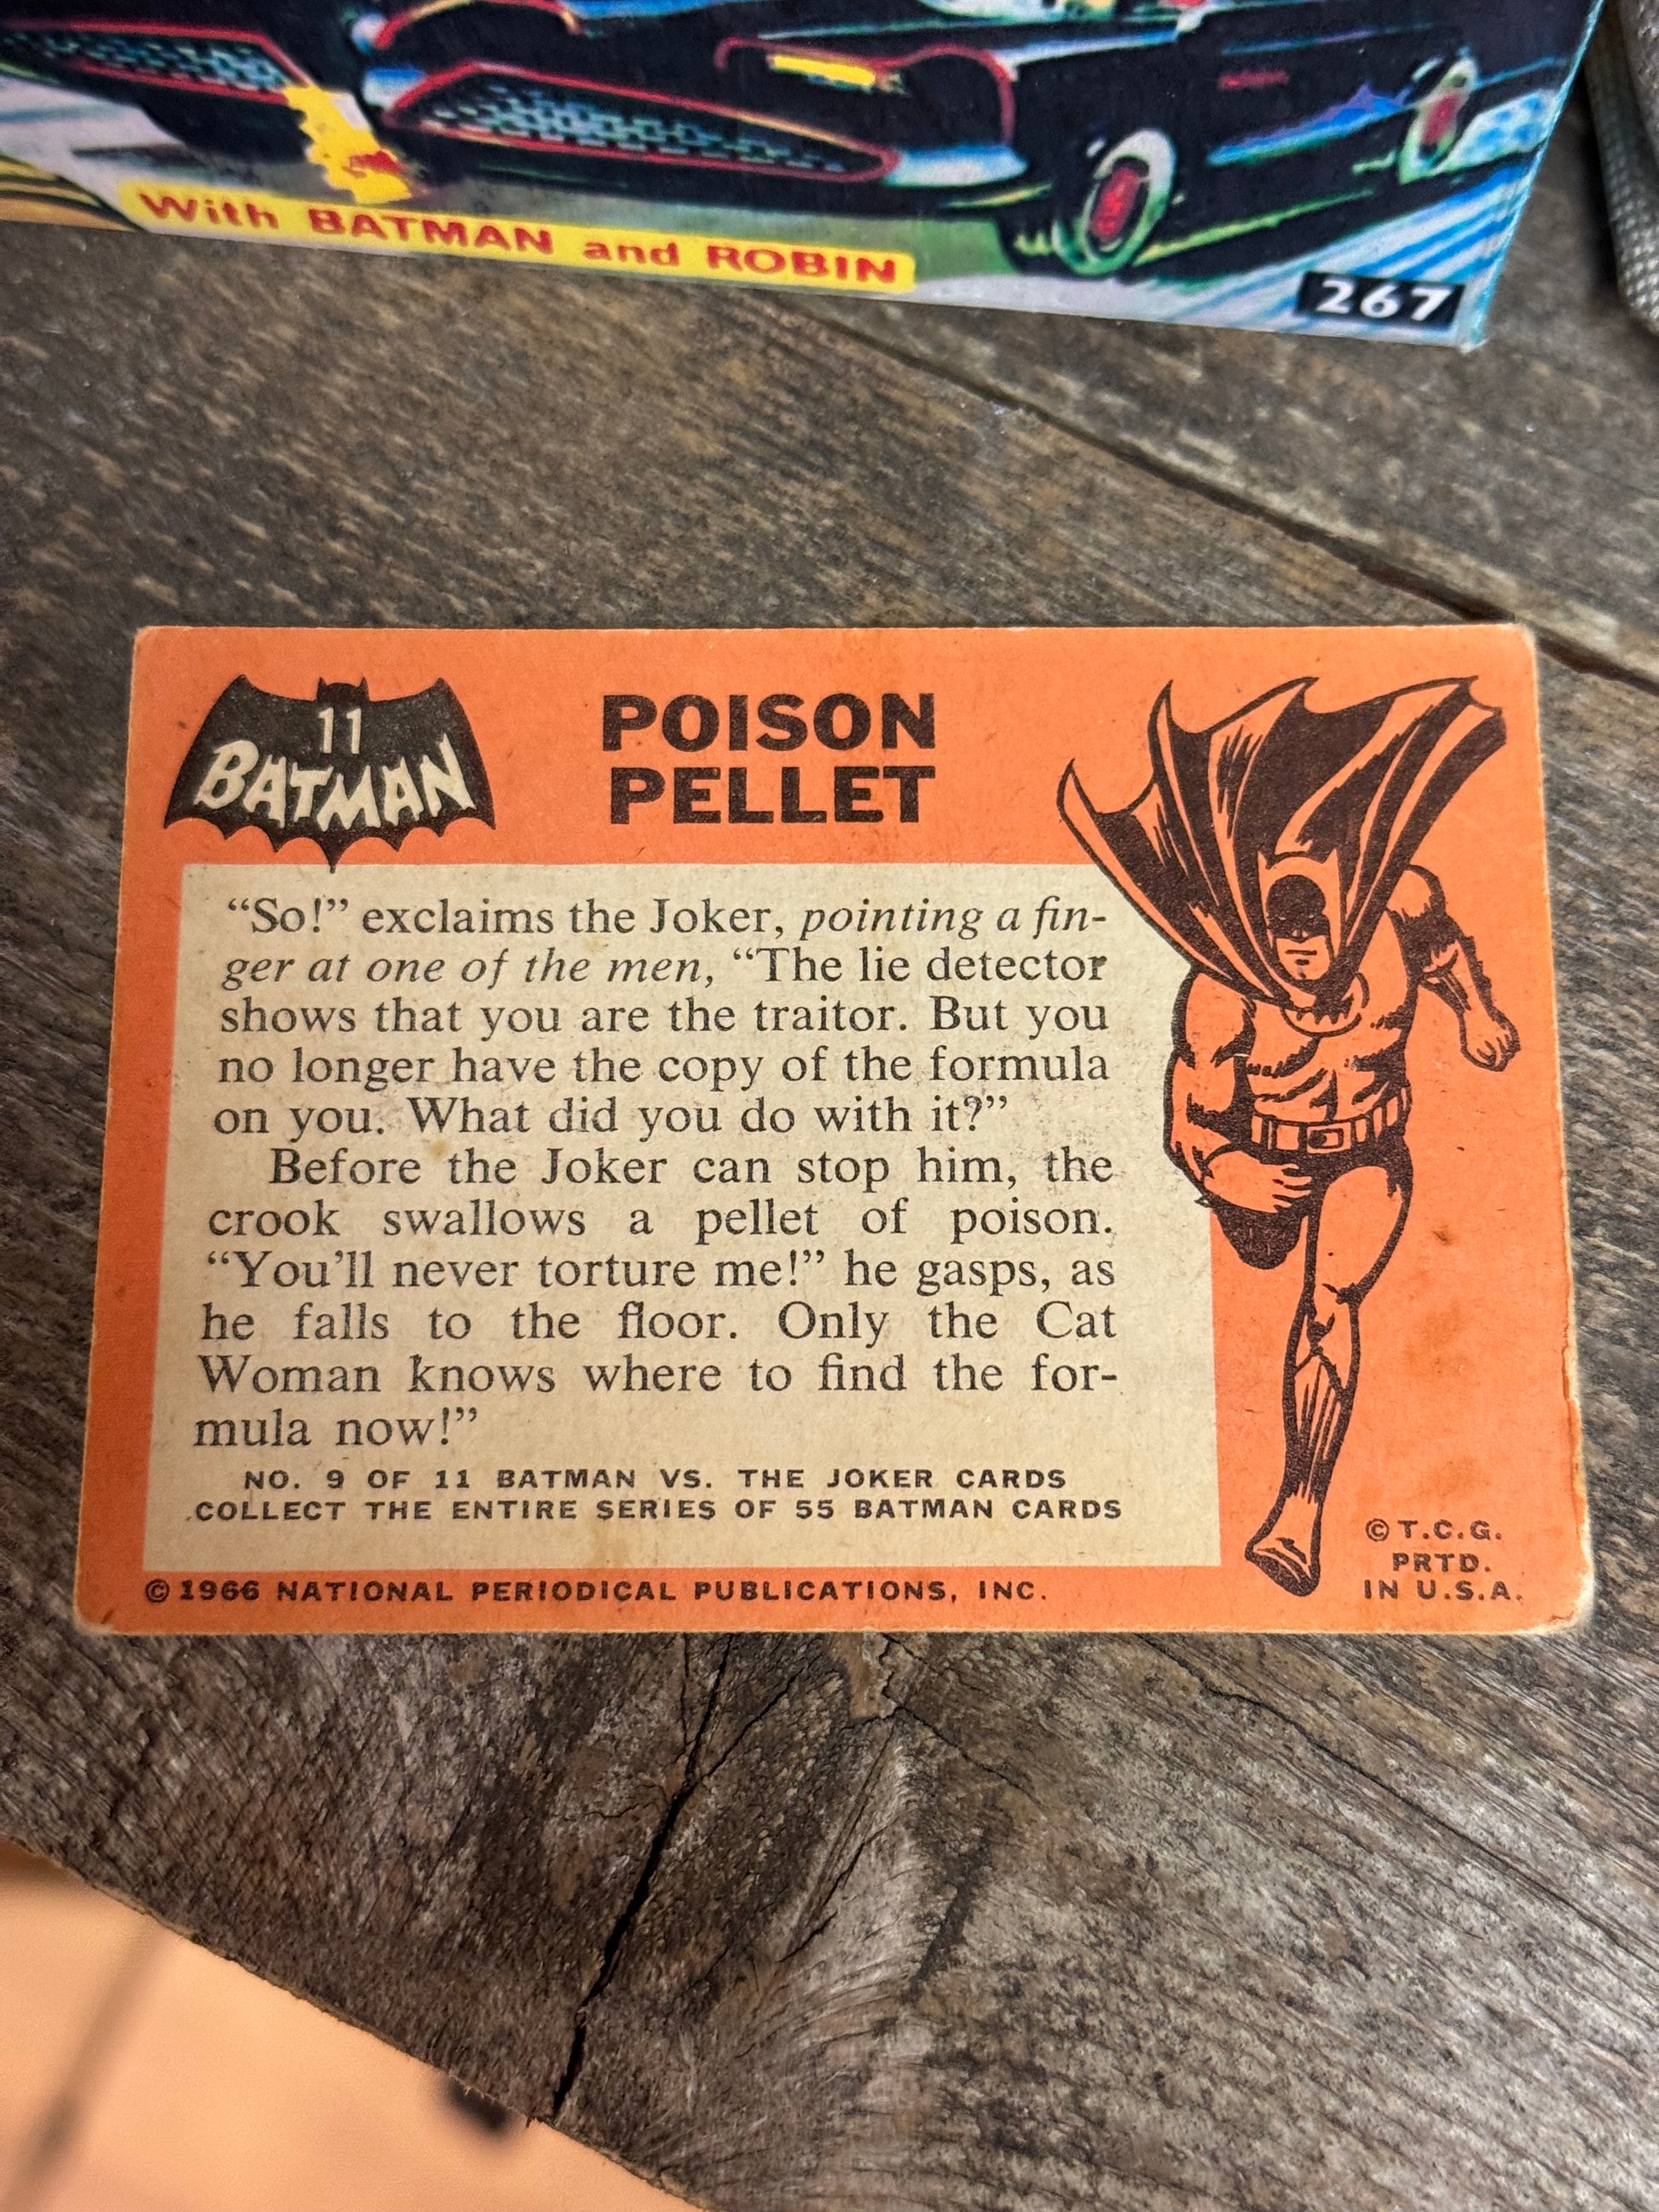 With BATMAN and ROBIN
267
11
BATMAN
POISON
PELLET
“So!” exclaims the Joker, pointing a fin-
ger at one of the men, “The lie detector
shows that you are the traitor. But you
no longer have the copy of the formula
on you. What did you do with it?”
Before the Joker can stop him, the
crook swallows a pellet of poison.
“You’ll never torture me!” he gasps, as
he falls to the floor. Only the Cat
Woman knows where to find the for-
mula now!”
NO. 9 OF 11 BATMAN VS. THE JOKER CARDS
COLLECT THE ENTIRE SERIES OF 55 BATMAN CARDS
© 1966 NATIONAL PERIODICAL PUBLICATIONS, INC.
© T.C.G.
PRTD.
IN U.S.A.